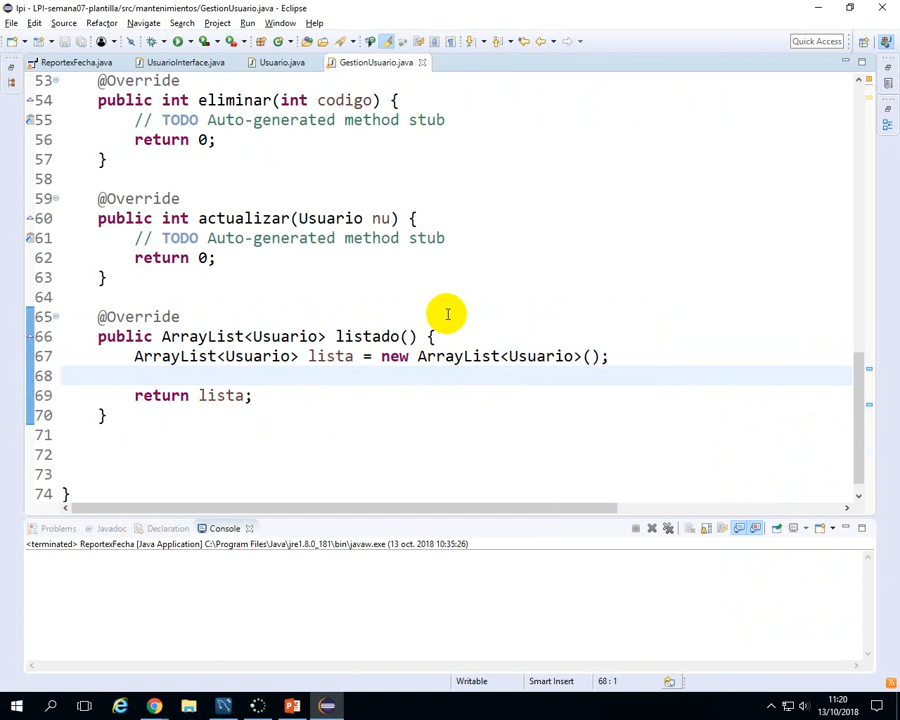 lpi - LPI-semana07-plantilla/src/mantenimientos/GestionUsuario.java - Eclipse
File Edit Source Refactor Navigate Search Project Run Window Help
Quick Access
ReportexFecha.java UsuarioInterface.java Usuario.java GestionUsuario.java
53 @Override
54 public int eliminar(int codigo) {
55 // TODO Auto-generated method stub
56 return 0;
57 }
58
59 @Override
60 public int actualizar(Usuario nu) {
61 // TODO Auto-generated method stub
62 return 0;
63 }
64
65 @Override
66 public ArrayList<Usuario> listado() {
67 ArrayList<Usuario> lista = new ArrayList<Usuario>();
68
69 return lista;
70 }
71
72
73
74 }
Problems Javadoc Declaration Console
<terminated> ReportexFecha [Java Application] C:\Program Files\Java\jre1.8.0_181\bin\javaw.exe (13 oct. 2018 10:35:26)
Writable Smart Insert 68 : 1
11:20
13/10/2018